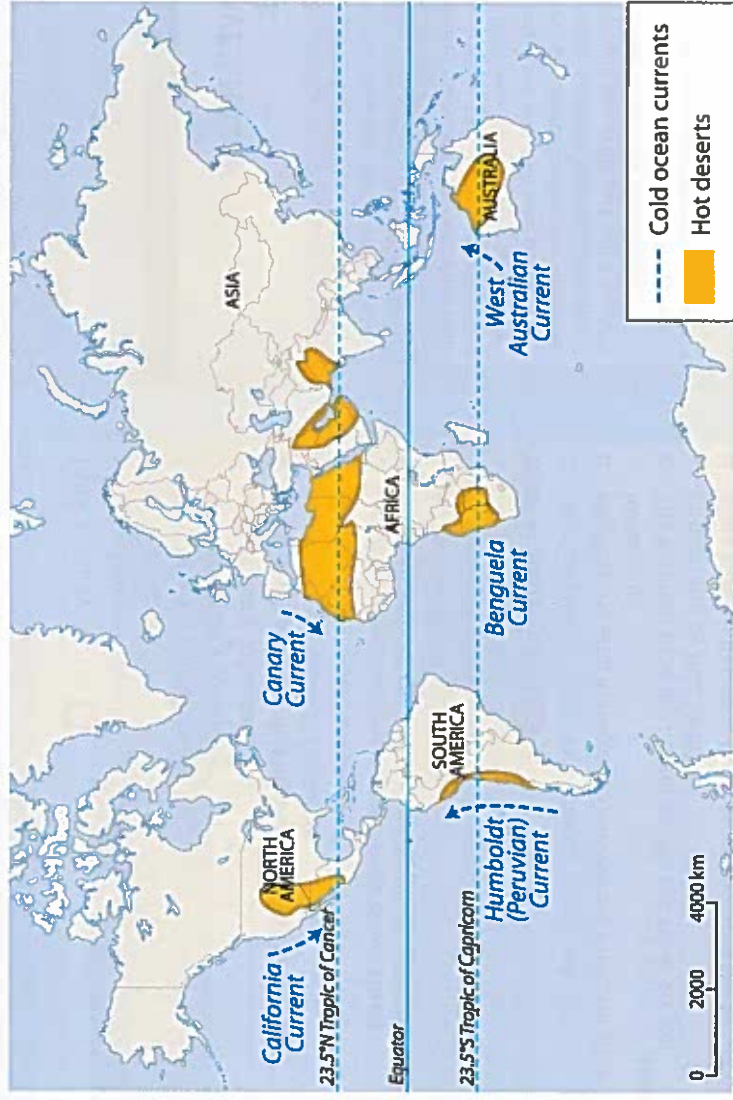 ASIA
NORTH
AMERICA
California
Current
Canary
Current
23.5°N Tropic of Cancer
AFRICA
Equator
SOUTH
AMERICA
AUSTRALIA
23.5°S Tropic of Capricorn
Humboldt
(Peruvian)
Current
Benguela
Current
West
Australian
Current
0 2000 4000 km
Cold ocean currents
Hot deserts